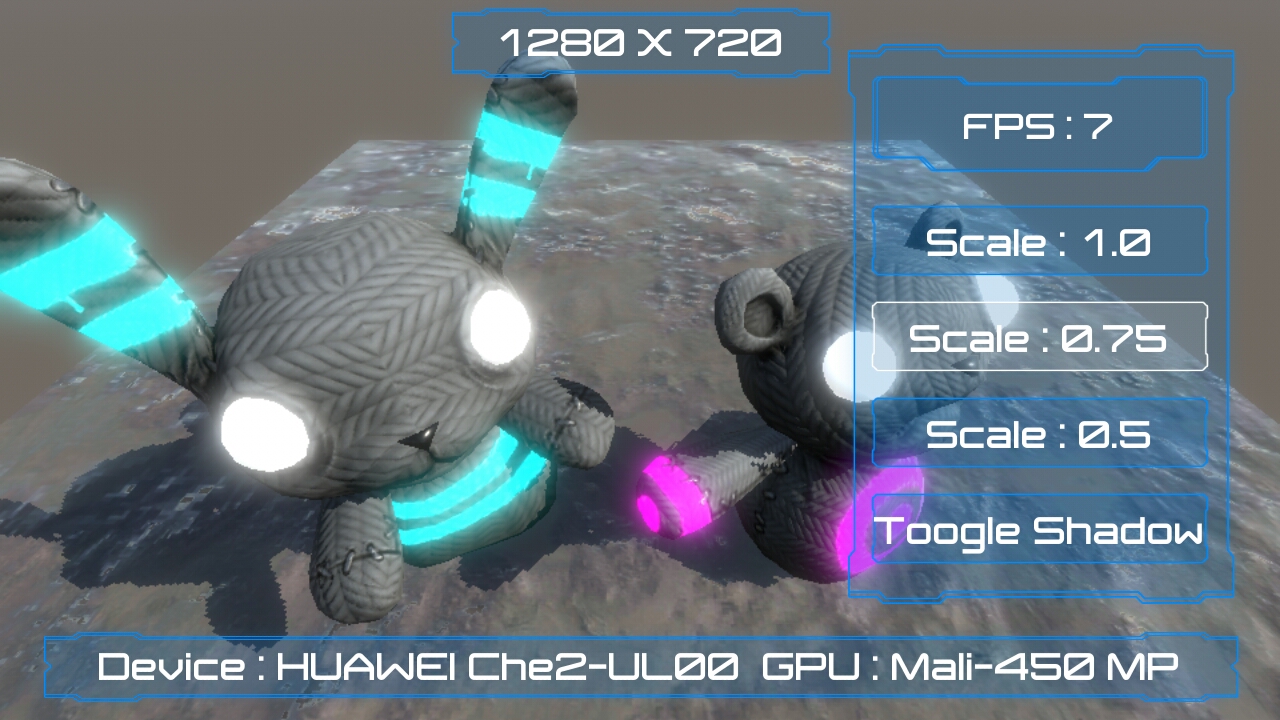 1280 X 720
FPS : 7
Scale : 1.0
Scale : 0.75
Scale : 0.5
Toogle Shadow
Device : HUAWEI Che2-UL00  GPU : Mali-450 MP